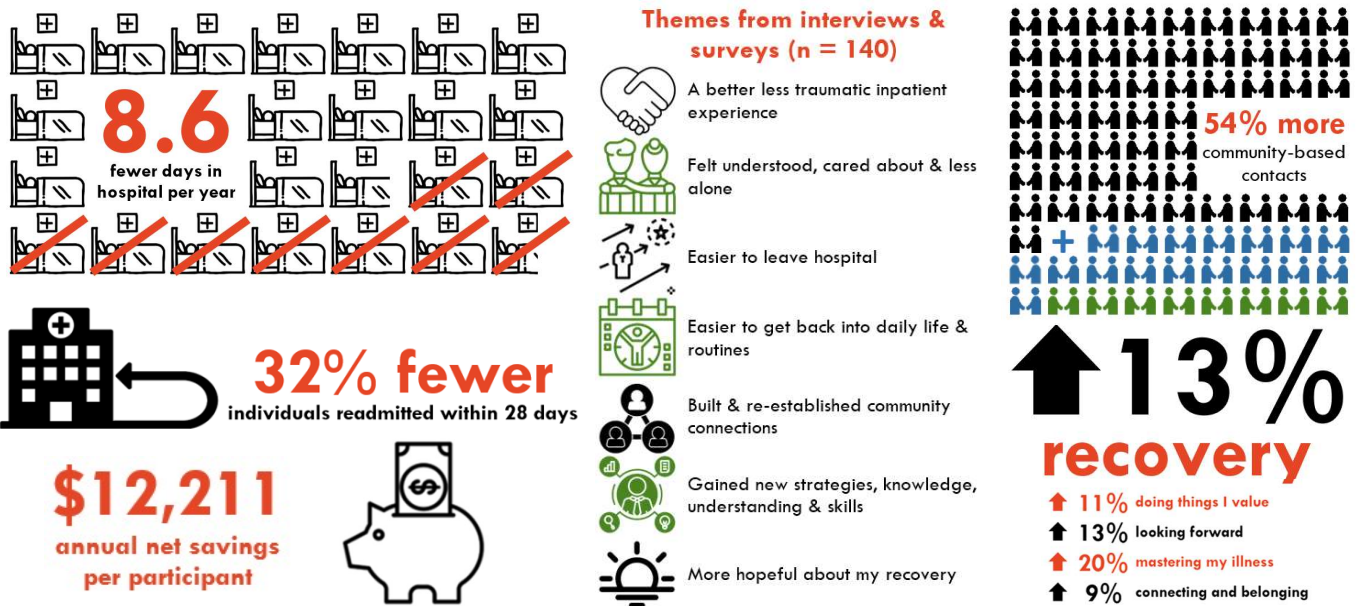 8.6
fewer days in
hospital per year
32% fewer
individuals readmitted within 28 days
$12,211
annual net savings
per participant
$
Themes from interviews &
surveys (n = 140)
A better less traumatic inpatient
experience
Felt understood, cared about & less
alone
Easier to leave hospital
Easier to get back into daily life &
routines
Built & re-established community
connections
Gained new strategies, knowledge,
understanding & skills
More hopeful about my recovery
54% more
community-based
contacts
+
13%
recovery
11% doing things I value
13% looking forward
20% mastering my illness
9% connecting and belonging